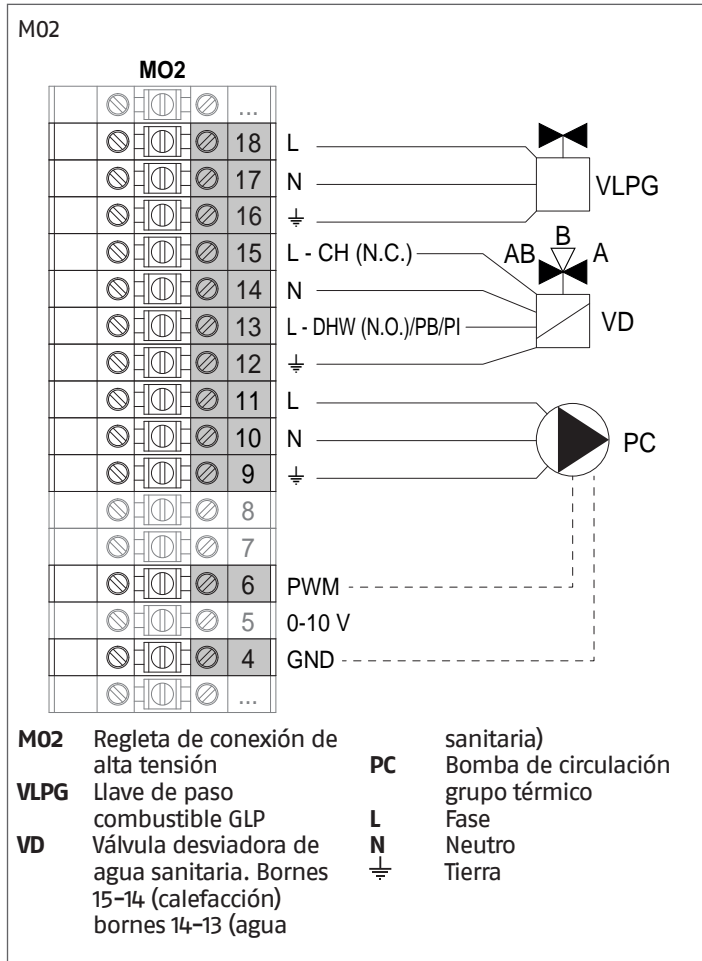 M02
MO2
...
18 L
17 N
16 ⏚
VLPG
15 L - CH (N.C.)
14 N
13 L - DHW (N.O.)/PB/PI
12 ⏚
AB B A
VD
11 L
10 N
9 ⏚
PC
8
7
6 PWM
5 0-10 V
4 GND
...
M02 Regleta de conexión de
alta tensión
VLPG Llave de paso
combustible GLP
VD Válvula desviadora de
agua sanitaria. Bornes
15-14 (calefacción)
bornes 14-13 (agua
sanitaria)
PC Bomba de circulación
grupo térmico
L Fase
N Neutro
⏚ Tierra